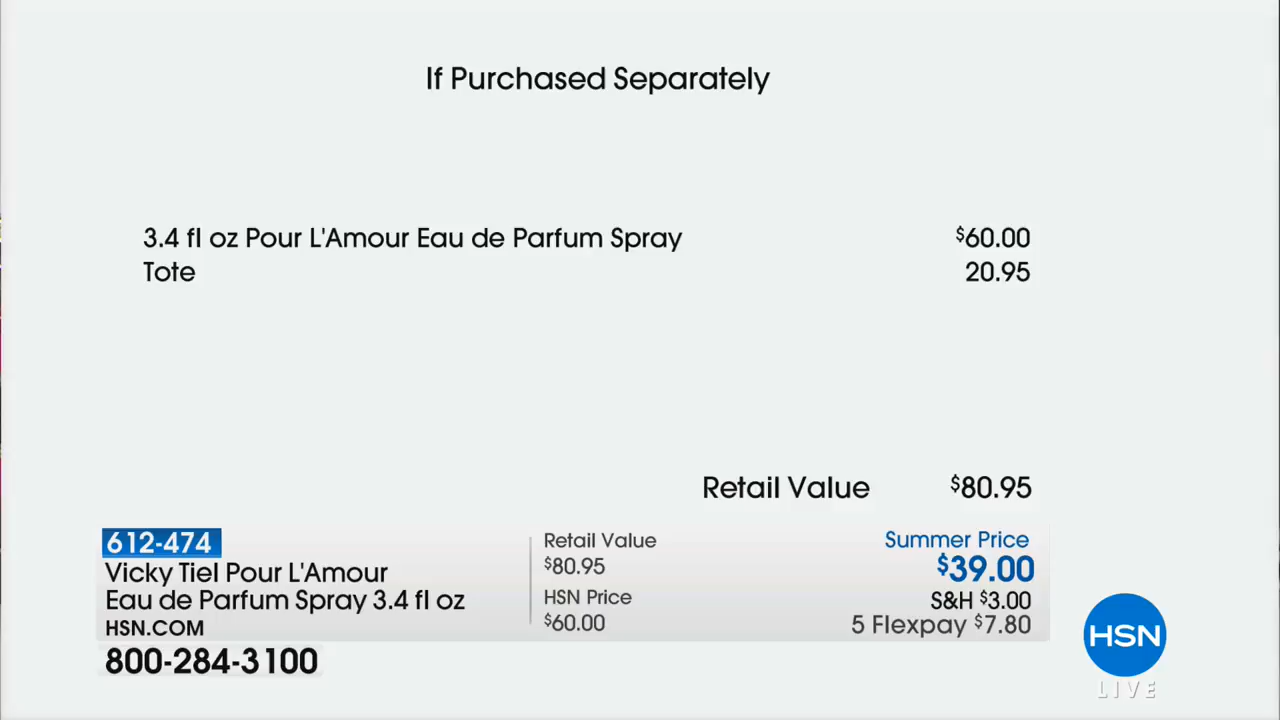 If Purchased Separately
3.4 fl oz Pour L'Amour Eau de Parfum Spray $60.00
Tote 20.95
Retail Value $80.95
612-474
Vicky Tiel Pour L'Amour
Eau de Parfum Spray 3.4 fl oz
HSN.COM
800-284-3100
Retail Value
$80.95
HSN Price
$60.00
Summer Price
$39.00
S&H $3.00
5 Flexpay $7.80
HSN
LIVE